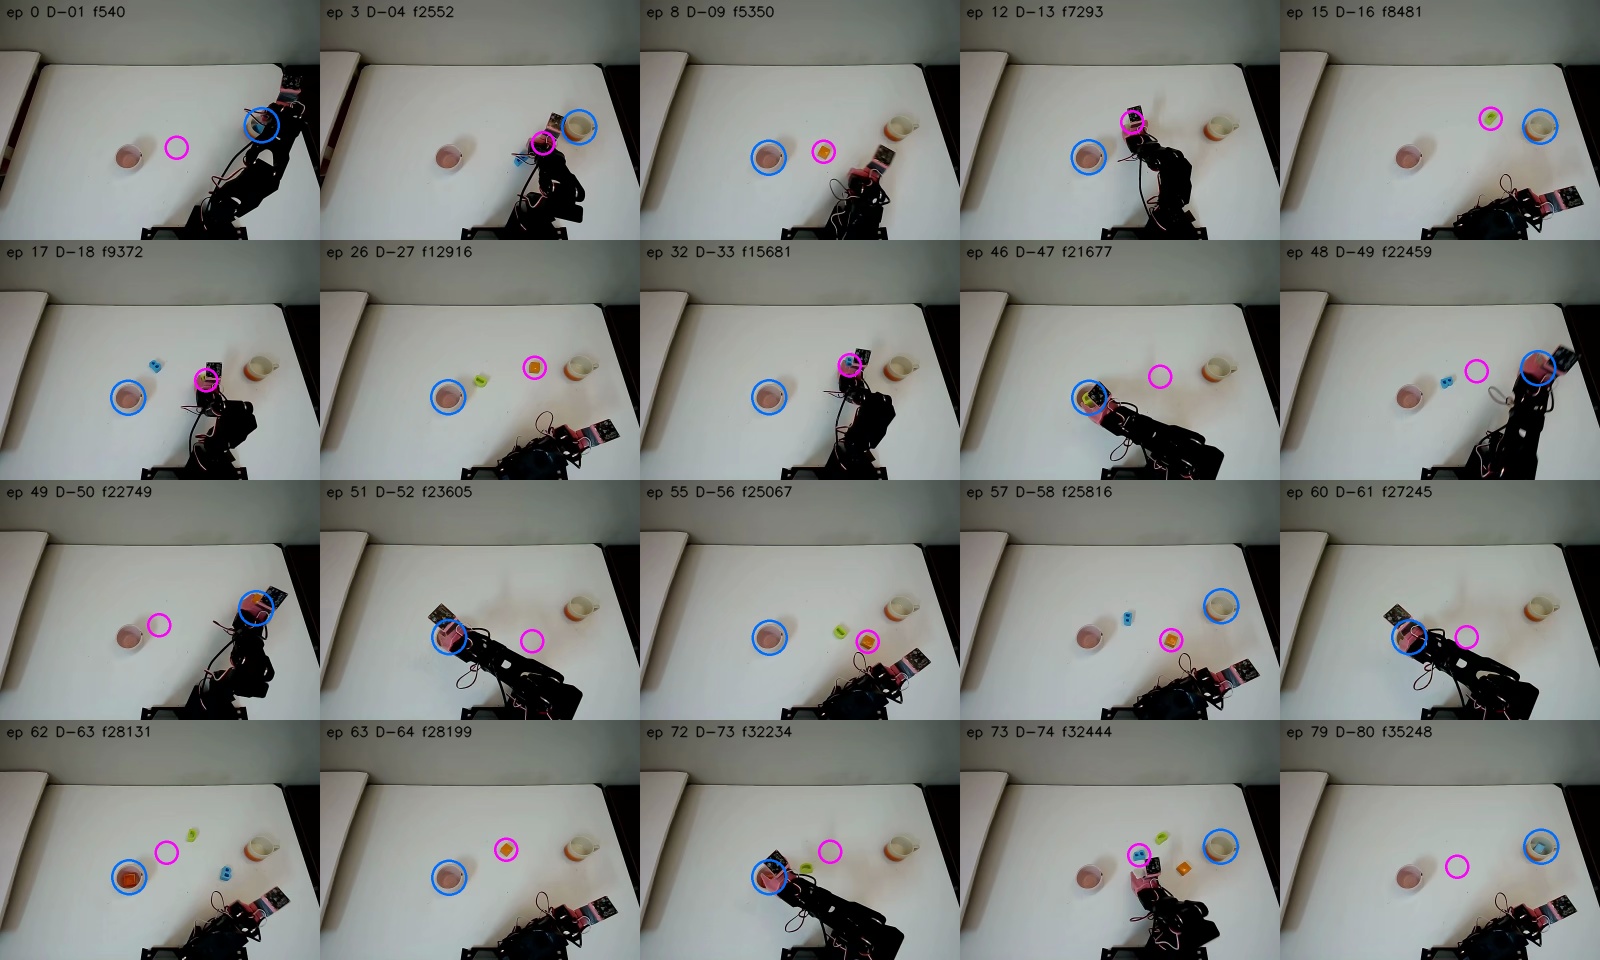 ep 0 D-01 f540
ep 3 D-04 f2552
ep 8 D-09 f5350
ep 12 D-13 f7293
ep 15 D-16 f8481
ep 17 D-18 f9372
ep 26 D-27 f12916
ep 32 D-33 f15681
ep 46 D-47 f21677
ep 48 D-49 f22459
ep 49 D-50 f22749
ep 51 D-52 f23605
ep 55 D-56 f25067
ep 57 D-58 f25816
ep 60 D-61 f27245
ep 62 D-63 f28131
ep 63 D-64 f28199
ep 72 D-73 f32234
ep 73 D-74 f32444
ep 79 D-80 f35248